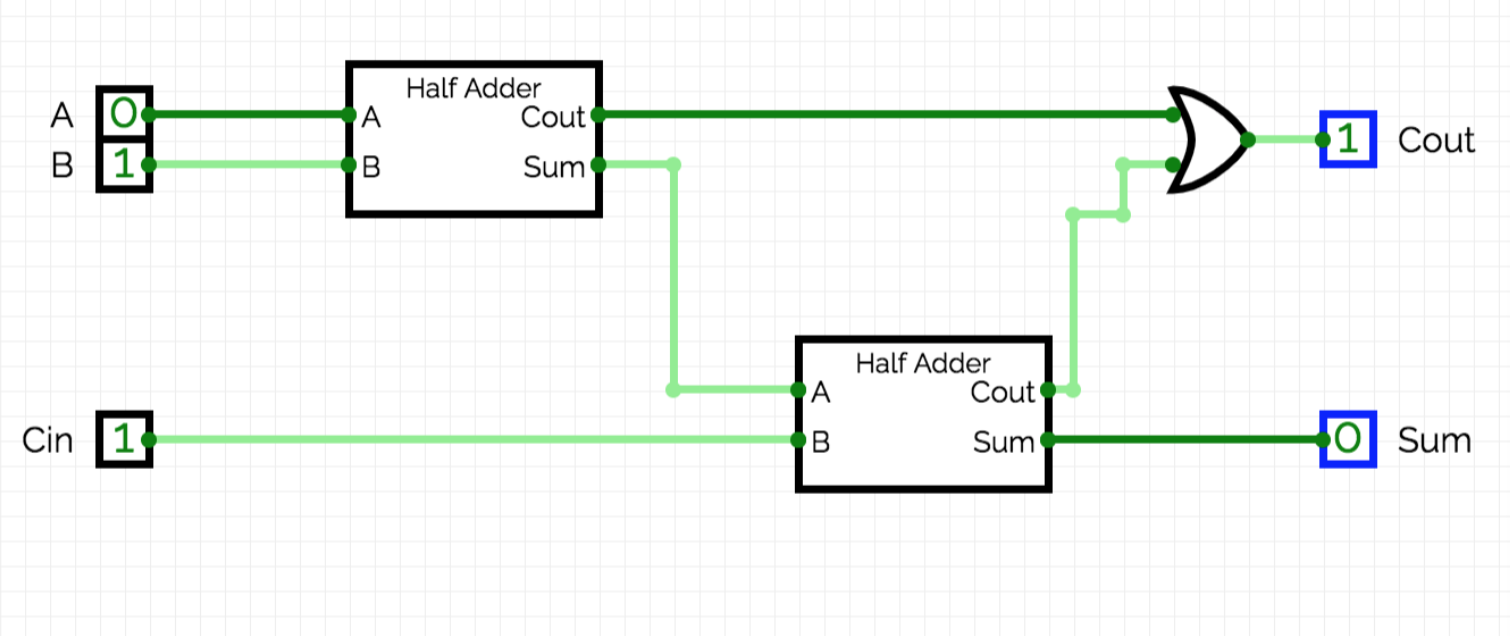 Half Adder
A 0 A Cout 1 Cout
B 1 B Sum
Half Adder
A Cout
Cin 1 B Sum 0 Sum